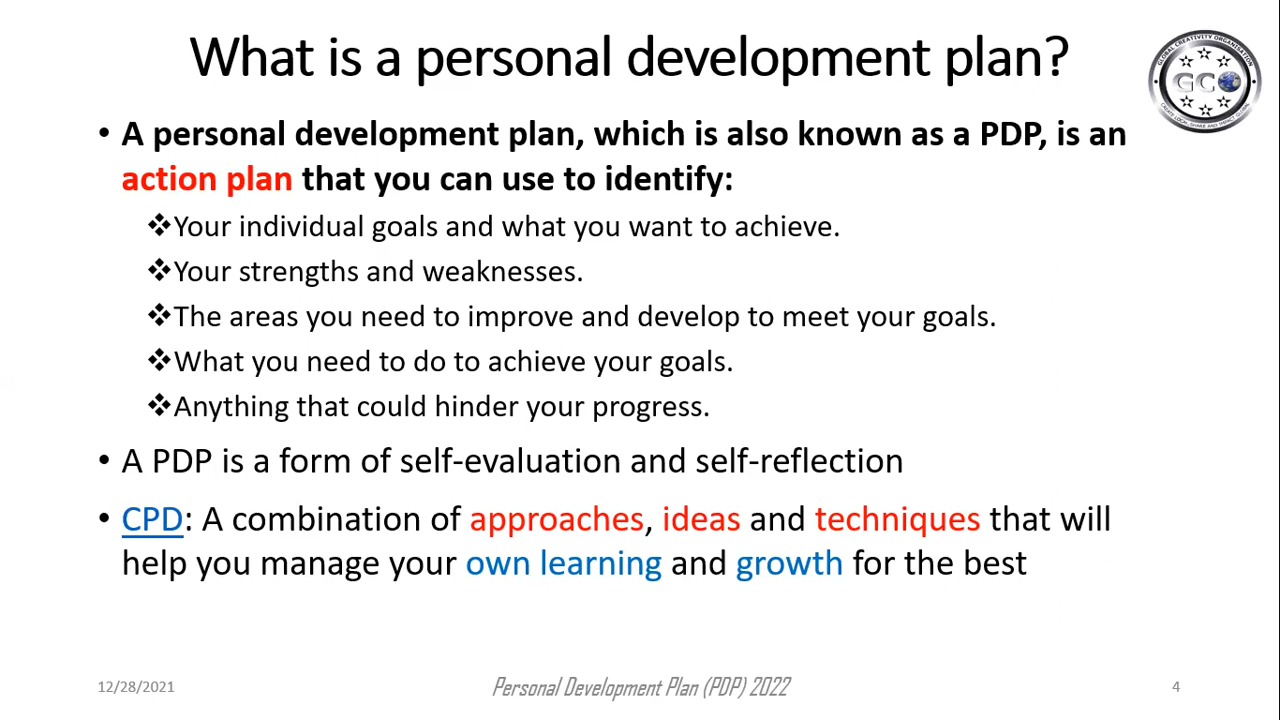 What is a personal development plan?
GLOBAL CREATIVITY ORGANISATION
GCO
• A personal development plan, which is also known as a PDP, is an
action plan that you can use to identify:
❖Your individual goals and what you want to achieve.
❖Your strengths and weaknesses.
❖The areas you need to improve and develop to meet your goals.
❖What you need to do to achieve your goals.
❖Anything that could hinder your progress.
• A PDP is a form of self-evaluation and self-reflection
• CPD: A combination of approaches, ideas and techniques that will
help you manage your own learning and growth for the best
12/28/2021
Personal Development Plan (PDP) 2022
4